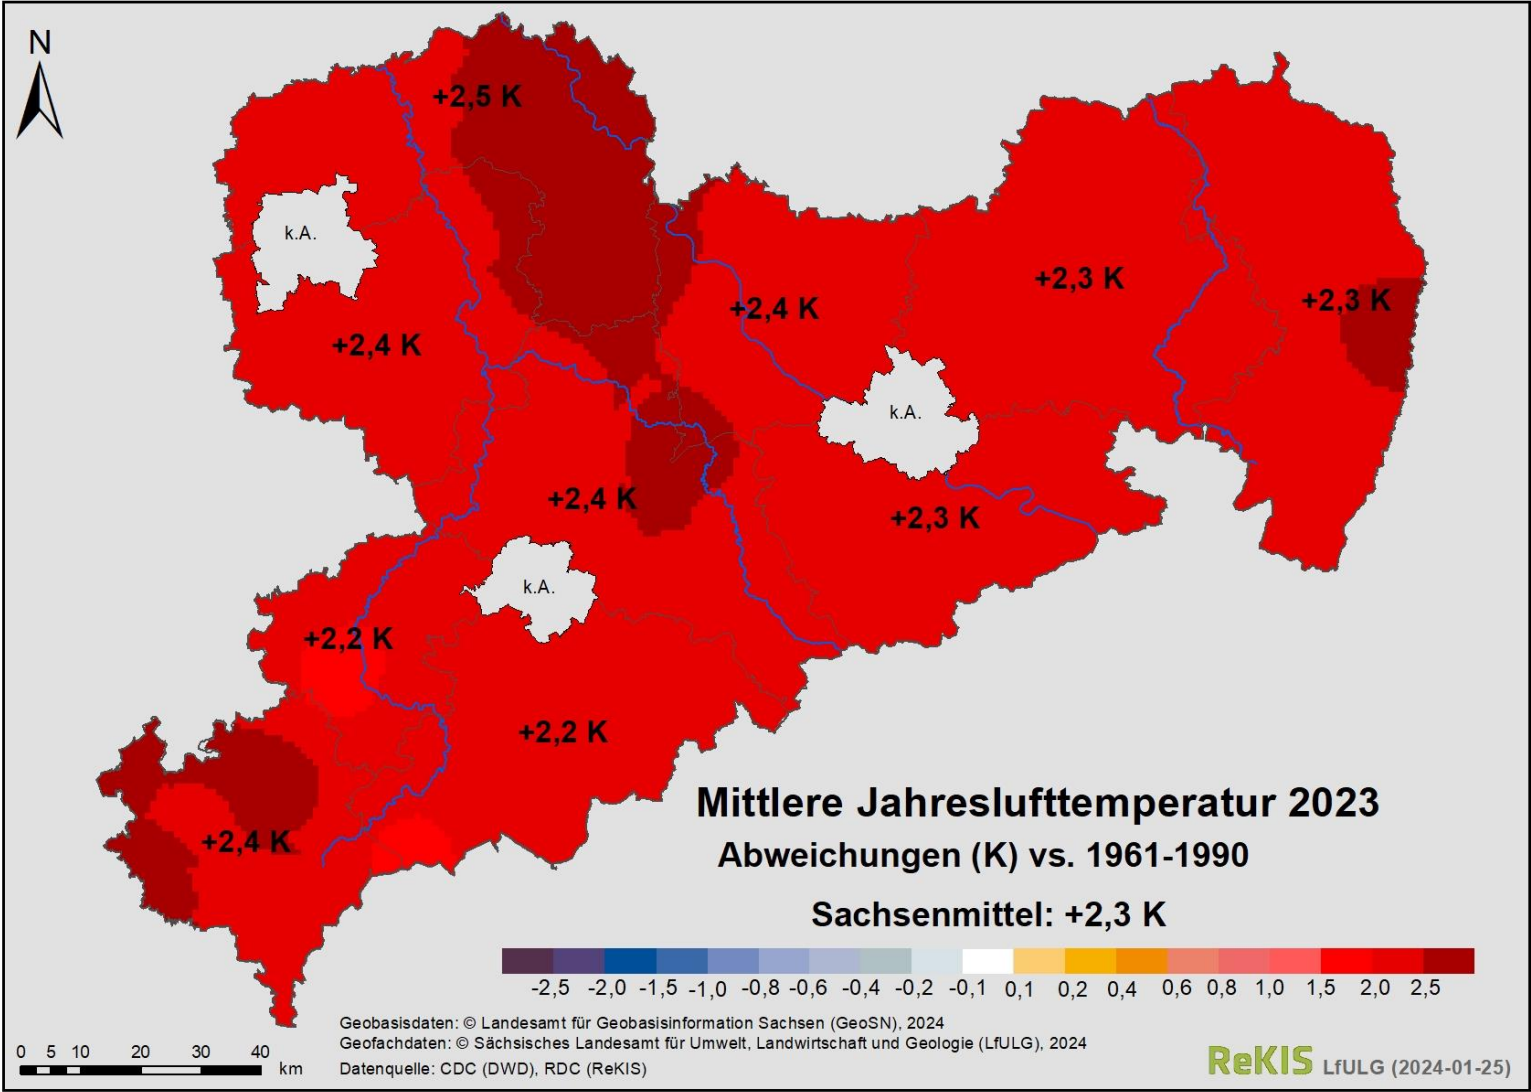 N
+2,5 K
k.A.
+2,3 K
+2,3 K
+2,4 K
+2,4 K
k.A.
+2,4 K
+2,3 K
k.A.
+2,2 K
+2,2 K
+2,4 K
Mittlere Jahreslufttemperatur 2023
Abweichungen (K) vs. 1961-1990
Sachsenmittel: +2,3 K
-2,5 -2,0 -1,5 -1,0 -0,8 -0,6 -0,4 -0,2 -0,1 0,1 0,2 0,4 0,6 0,8 1,0 1,5 2,0 2,5
Geobasisdaten: © Landesamt für Geobasisinformation Sachsen (GeoSN), 2024
Geofachdaten: © Sächsisches Landesamt für Umwelt, Landwirtschaft und Geologie (LfULG), 2024
Datenquelle: CDC (DWD), RDC (ReKIS)
0 5 10 20 30 40 km
ReKIS LfULG (2024-01-25)